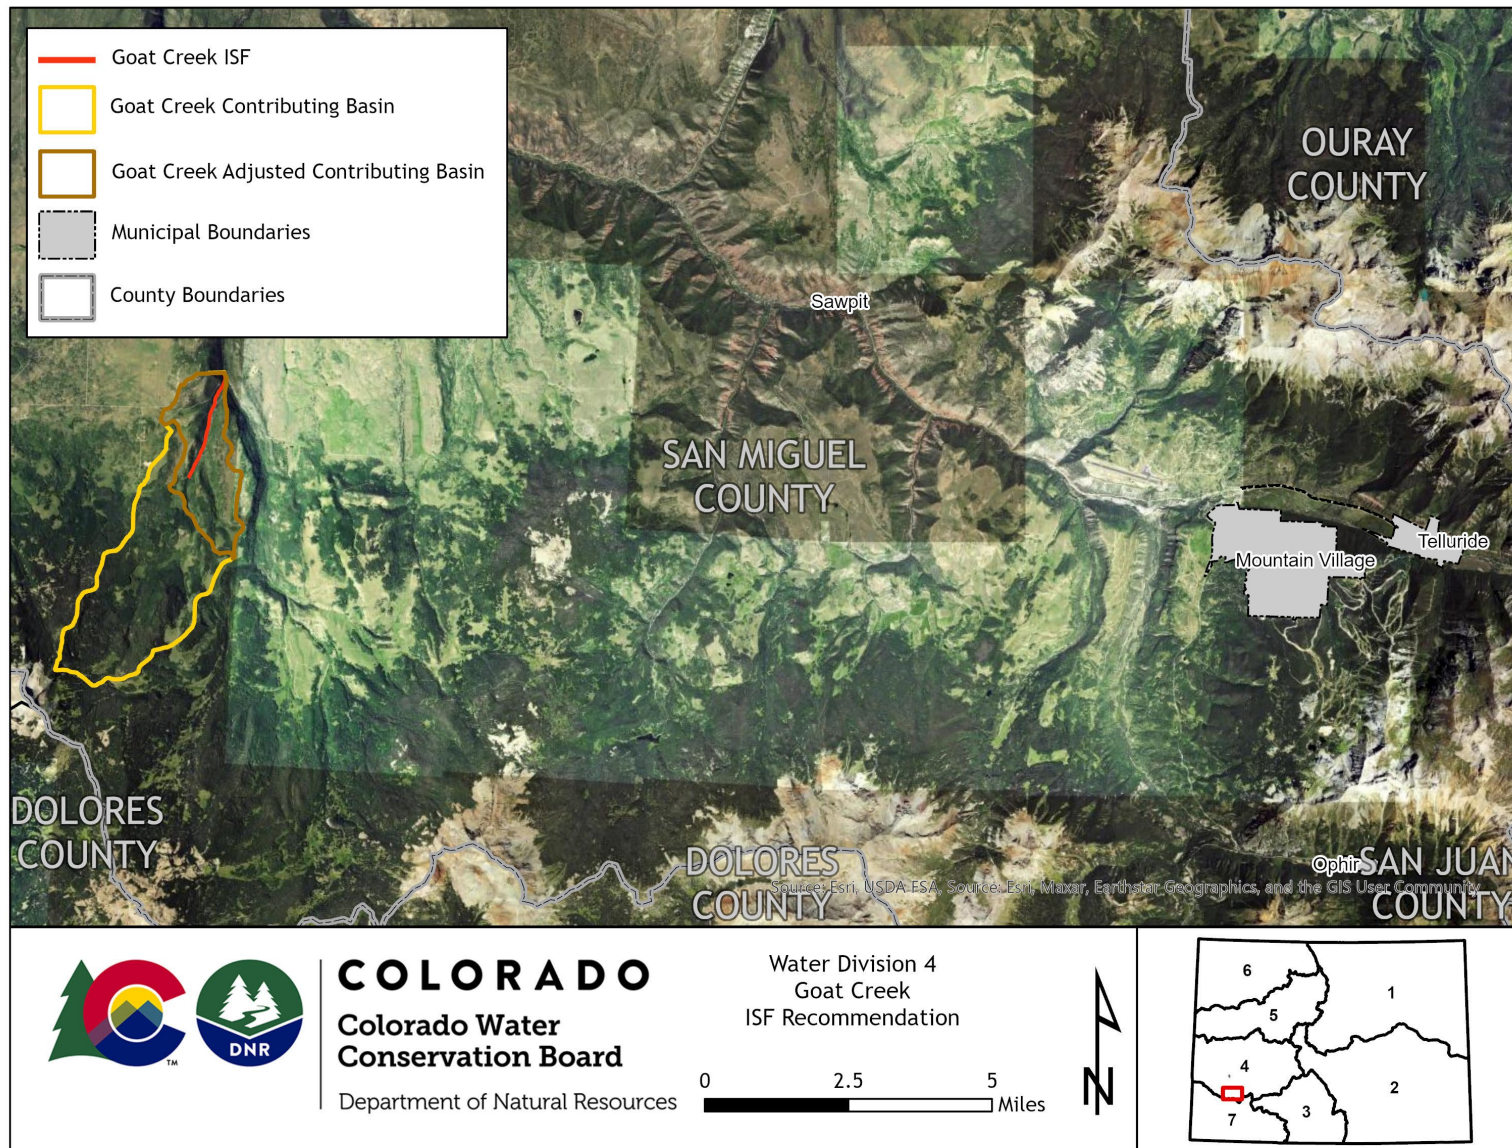 Goat Creek ISF
Goat Creek Contributing Basin
Goat Creek Adjusted Contributing Basin
Municipal Boundaries
County Boundaries
OURAY
COUNTY
Sawpit
SAN MIGUEL
COUNTY
Telluride
Mountain Village
DOLORES
COUNTY
DOLORES
COUNTY
Ophir
SAN JUAN
COUNTY
Source: Esri, USDA FSA, Source: Esri, Maxar, Earthstar Geographics, and the GIS User Community
COLORADO
Colorado Water
Conservation Board
Department of Natural Resources
TM
DNR
Water Division 4
Goat Creek
ISF Recommendation
0 2.5 5
Miles
N
6
1
5
4
2
3
7